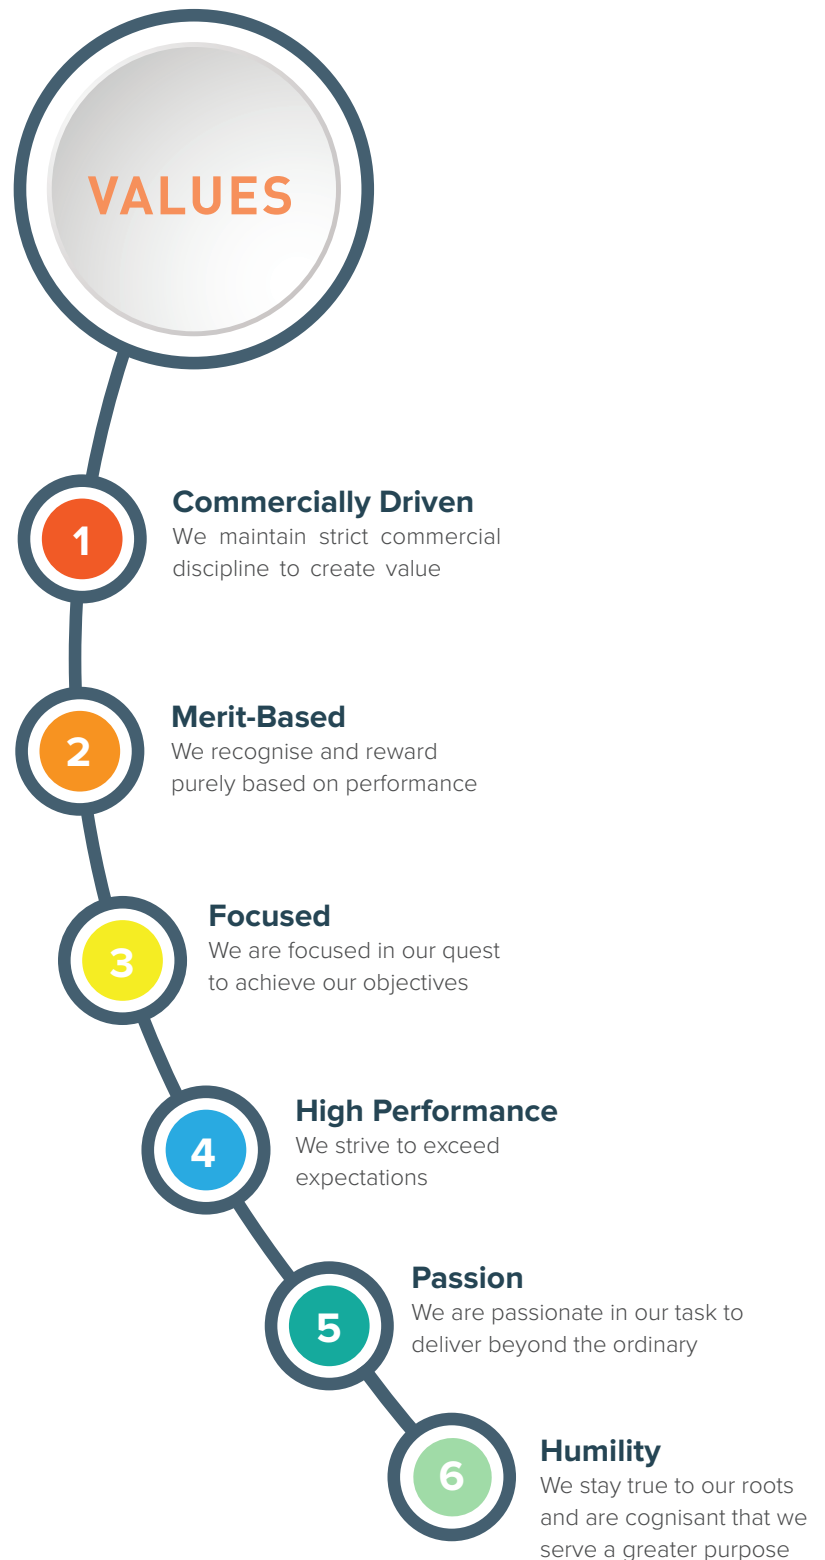 VALUES
1
Commercially Driven
We maintain strict commercial
discipline to create value
2
Merit-Based
We recognise and reward
purely based on performance
3
Focused
We are focused in our quest
to achieve our objectives
4
High Performance
We strive to exceed
expectations
5
Passion
We are passionate in our task to
deliver beyond the ordinary
6
Humility
We stay true to our roots
and are cognisant that we
serve a greater purpose